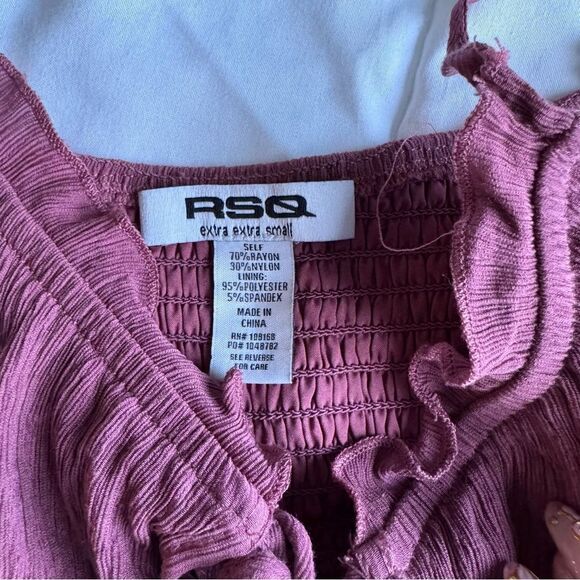 RSQ
extra extra small
SELF
70%RAYON
30%NYLON
LINING:
95%POLYESTER
5%SPANDEX
MADE IN
CHINA
RN# 108168
PO# 1048782
SEE REVERSE
FOR CARE